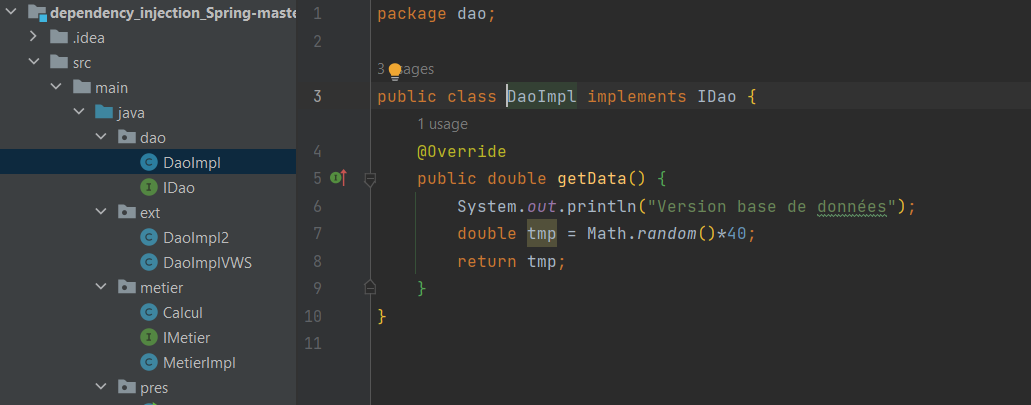 dependency_injection_Spring-maste
.idea
src
main
java
dao
DaoImpl
IDao
ext
DaoImpl2
DaoImplVWS
metier
Calcul
IMetier
MetierImpl
pres
1 package dao;
2
3 usages
3 public class DaoImpl implements IDao {
1 usage
4 @Override
5 public double getData() {
6 System.out.println("Version base de données");
7 double tmp = Math.random()*40;
8 return tmp;
9 }
10 }
11